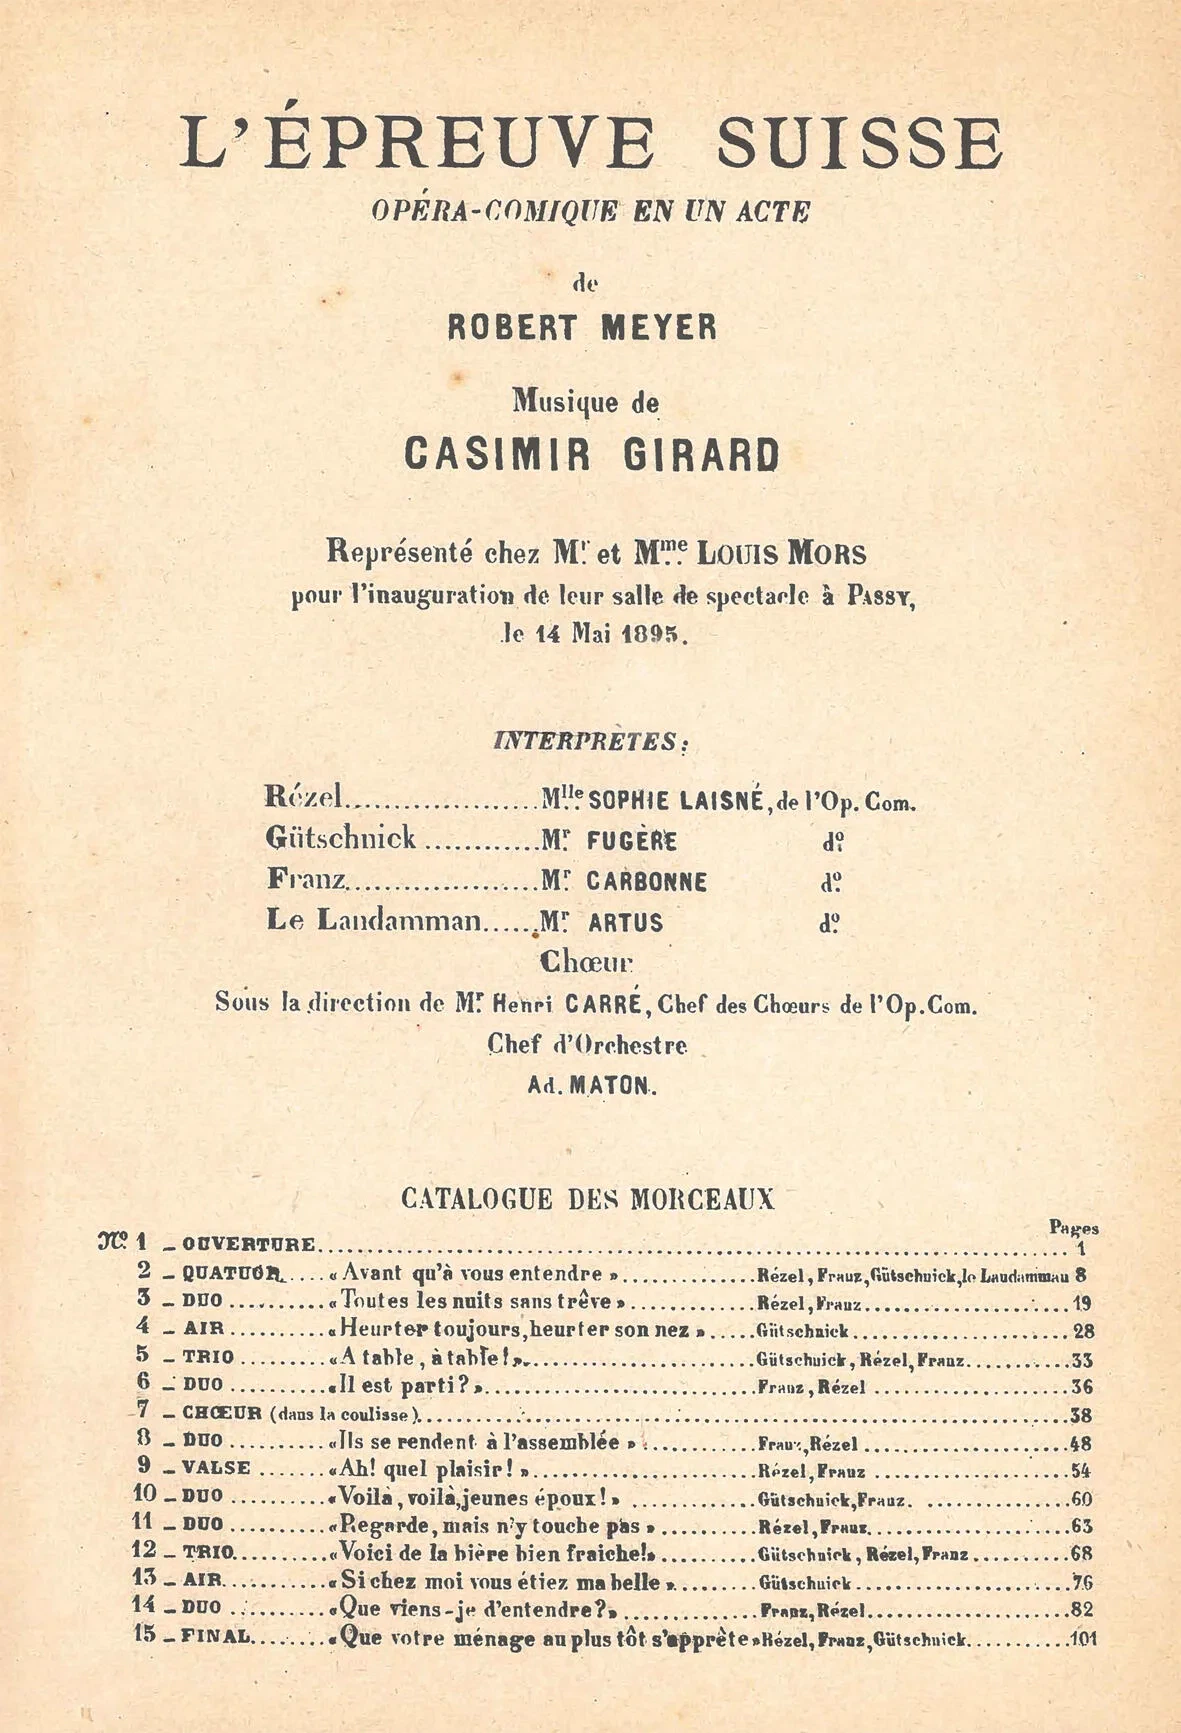 L'ÉPREUVE SUISSE
OPÉRA-COMIQUE EN UN ACTE
de
ROBERT MEYER
Musique de
CASIMIR GIRARD
Représenté chez Mr. et Mme. LOUIS MORS
pour l'inauguration de leur salle de spectacle à PASSY,
le 14 Mai 1895.
INTERPRÈTES:
Rézel.....................Mlle. SOPHIE LAISNÉ, de l'Op. Com.
Gütschnick ............Mr. FUGÈRE do.
Franz.....................Mr. CARBONNE do.
Le Landamman......Mr. ARTUS do.
Chœur
Sous la direction de Mr. Henri CARRÉ, Chef des Chœurs de l'Op. Com.
Chef d'Orchestre
Ad. MATON.
CATALOGUE DES MORCEAUX
Pages
No. 1 _ OUVERTURE.......................................................................1
2 _ QUATUOR.....« Avant qu'à vous entendre »..............Rézel, Franz, Gütschnick, le Landammau 8
3 _ DUO..........« Toutes les nuits sans trêve ».............Rézel, Franz.....................19
4 _ AIR..........« Heurter toujours, heurter son nez ».....Gütschnick.....................28
5 _ TRIO.........« A table, à table! »......................Gütschnick, Rézel, Franz...........33
6 _ DUO..........« Il est parti? »..........................Franz, Rézel.....................36
7 _ CHŒUR (dans la coulisse).............................................................38
8 _ DUO..........« Ils se rendent à l'assemblée »............Franz, Rézel.....................48
9 _ VALSE.......« Ah! quel plaisir! »......................Rézel, Franz.....................54
10 _ DUO..........« Voilà, voilà, jeunes époux! »............Gütschnick, Franz................60
11 _ DUO..........« Regarde, mais n'y touche pas ».........Rézel, Franz.....................63
12 _ TRIO.........« Voici de la bière bien fraiche! »..........Gütschnick, Rézel, Franz..........68
13 _ AIR..........« Si chez moi vous étiez ma belle »........Gütschnick.....................76
14 _ DUO..........« Que viens-je d'entendre? »..............Franz, Rézel.....................82
15 _ FINAL........« Que votre ménage au plus tôt s'apprête » Rézel, Franz, Gütschnick...........101